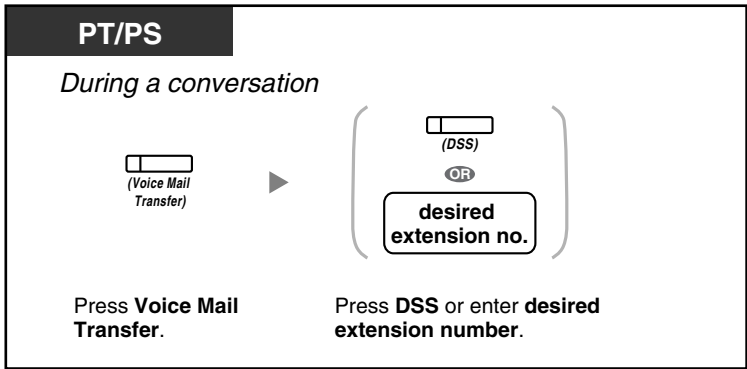 PT/PS
During a conversation
(Voice Mail
Transfer)
(DSS)
OR
desired
extension no.
Press Voice Mail
Transfer.
Press DSS or enter desired
extension number.